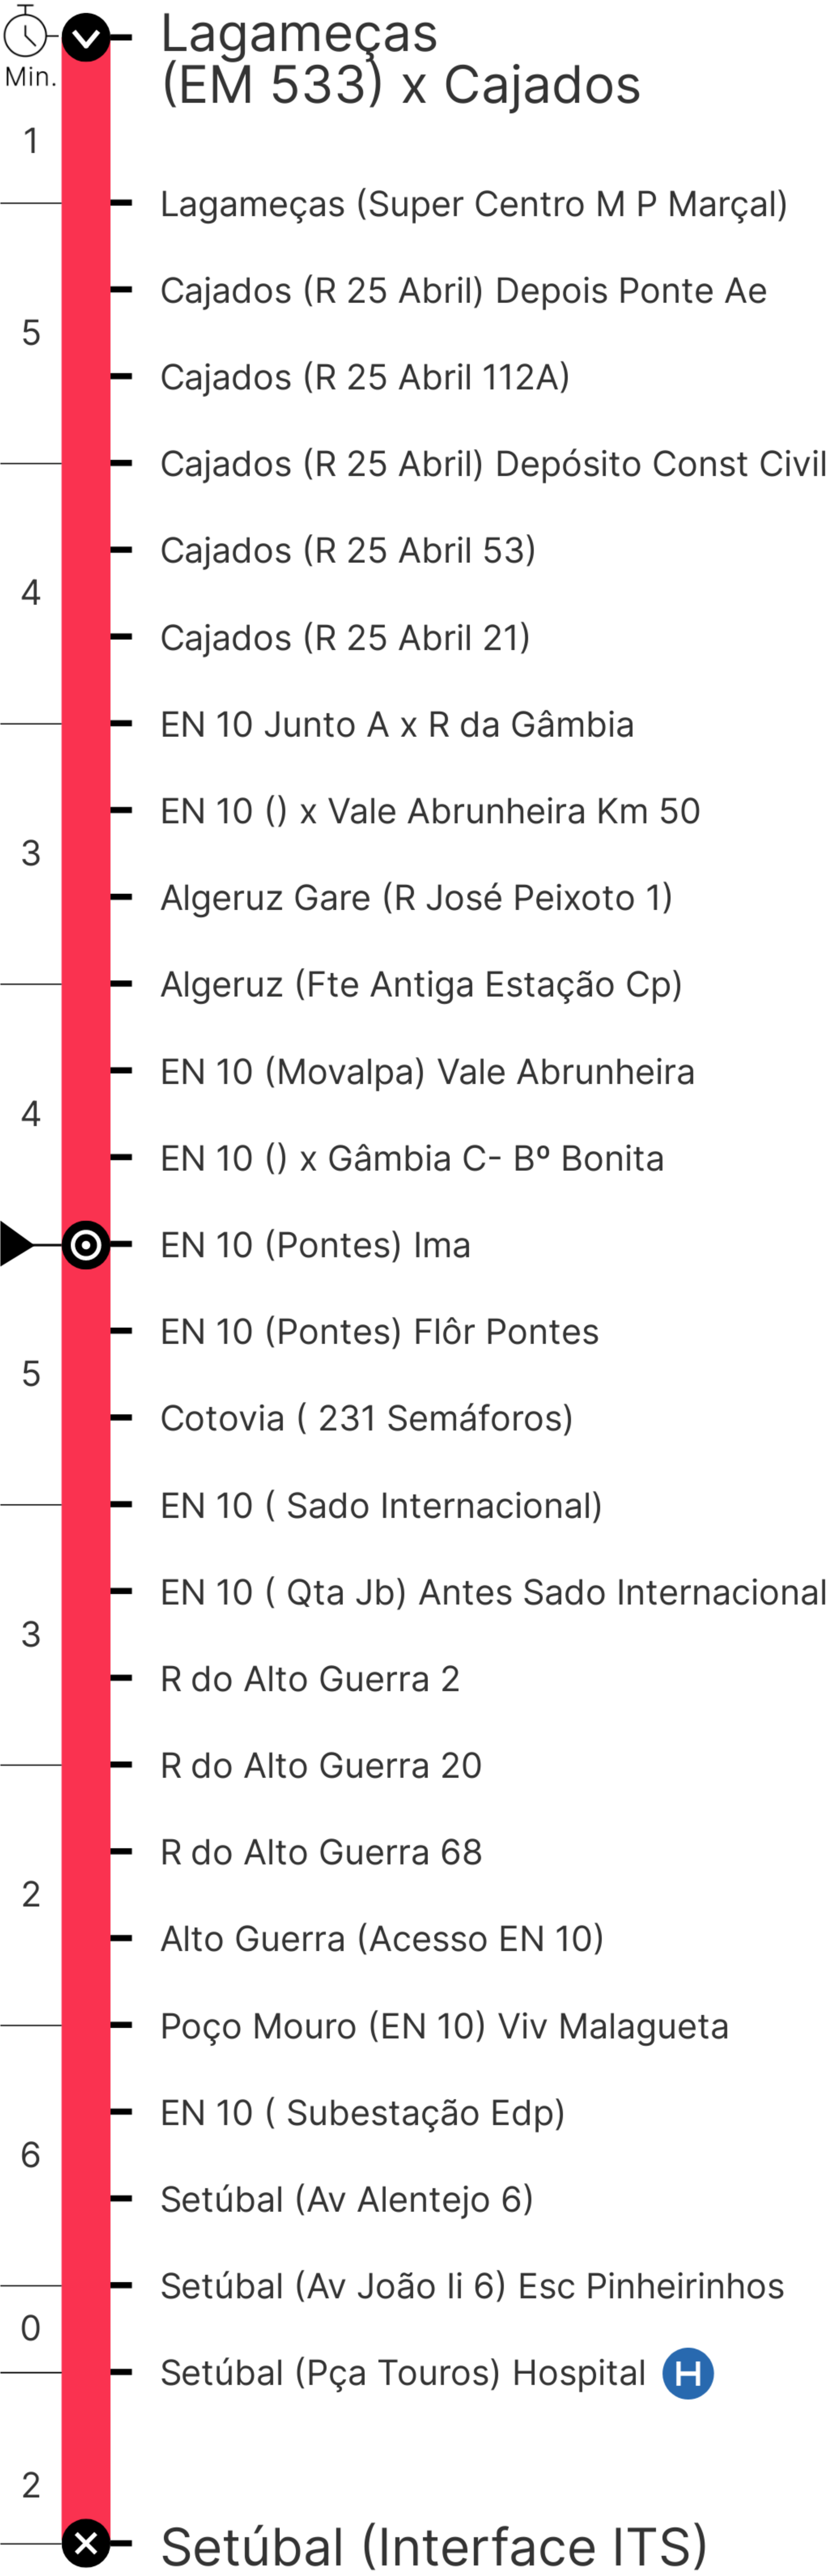 Lagameças
(EM 533) x Cajados
Min.
1
Lagameças (Super Centro M P Marçal)
Cajados (R 25 Abril) Depois Ponte Ae
5
Cajados (R 25 Abril 112A)
Cajados (R 25 Abril) Depósito Const Civil
Cajados (R 25 Abril 53)
4
Cajados (R 25 Abril 21)
EN 10 Junto A x R da Gâmbia
EN 10 () x Vale Abrunheira Km 50
3
Algeruz Gare (R José Peixoto 1)
Algeruz (Fte Antiga Estação Cp)
EN 10 (Movalpa) Vale Abrunheira
4
EN 10 () x Gâmbia C- Bº Bonita
EN 10 (Pontes) Ima
EN 10 (Pontes) Flôr Pontes
5
Cotovia ( 231 Semáforos)
EN 10 ( Sado Internacional)
EN 10 ( Qta Jb) Antes Sado Internacional
3
R do Alto Guerra 2
R do Alto Guerra 20
R do Alto Guerra 68
2
Alto Guerra (Acesso EN 10)
Poço Mouro (EN 10) Viv Malagueta
EN 10 ( Subestação Edp)
6
Setúbal (Av Alentejo 6)
Setúbal (Av João Ii 6) Esc Pinheirinhos
0
Setúbal (Pça Touros) Hospital H
2
Setúbal (Interface ITS)